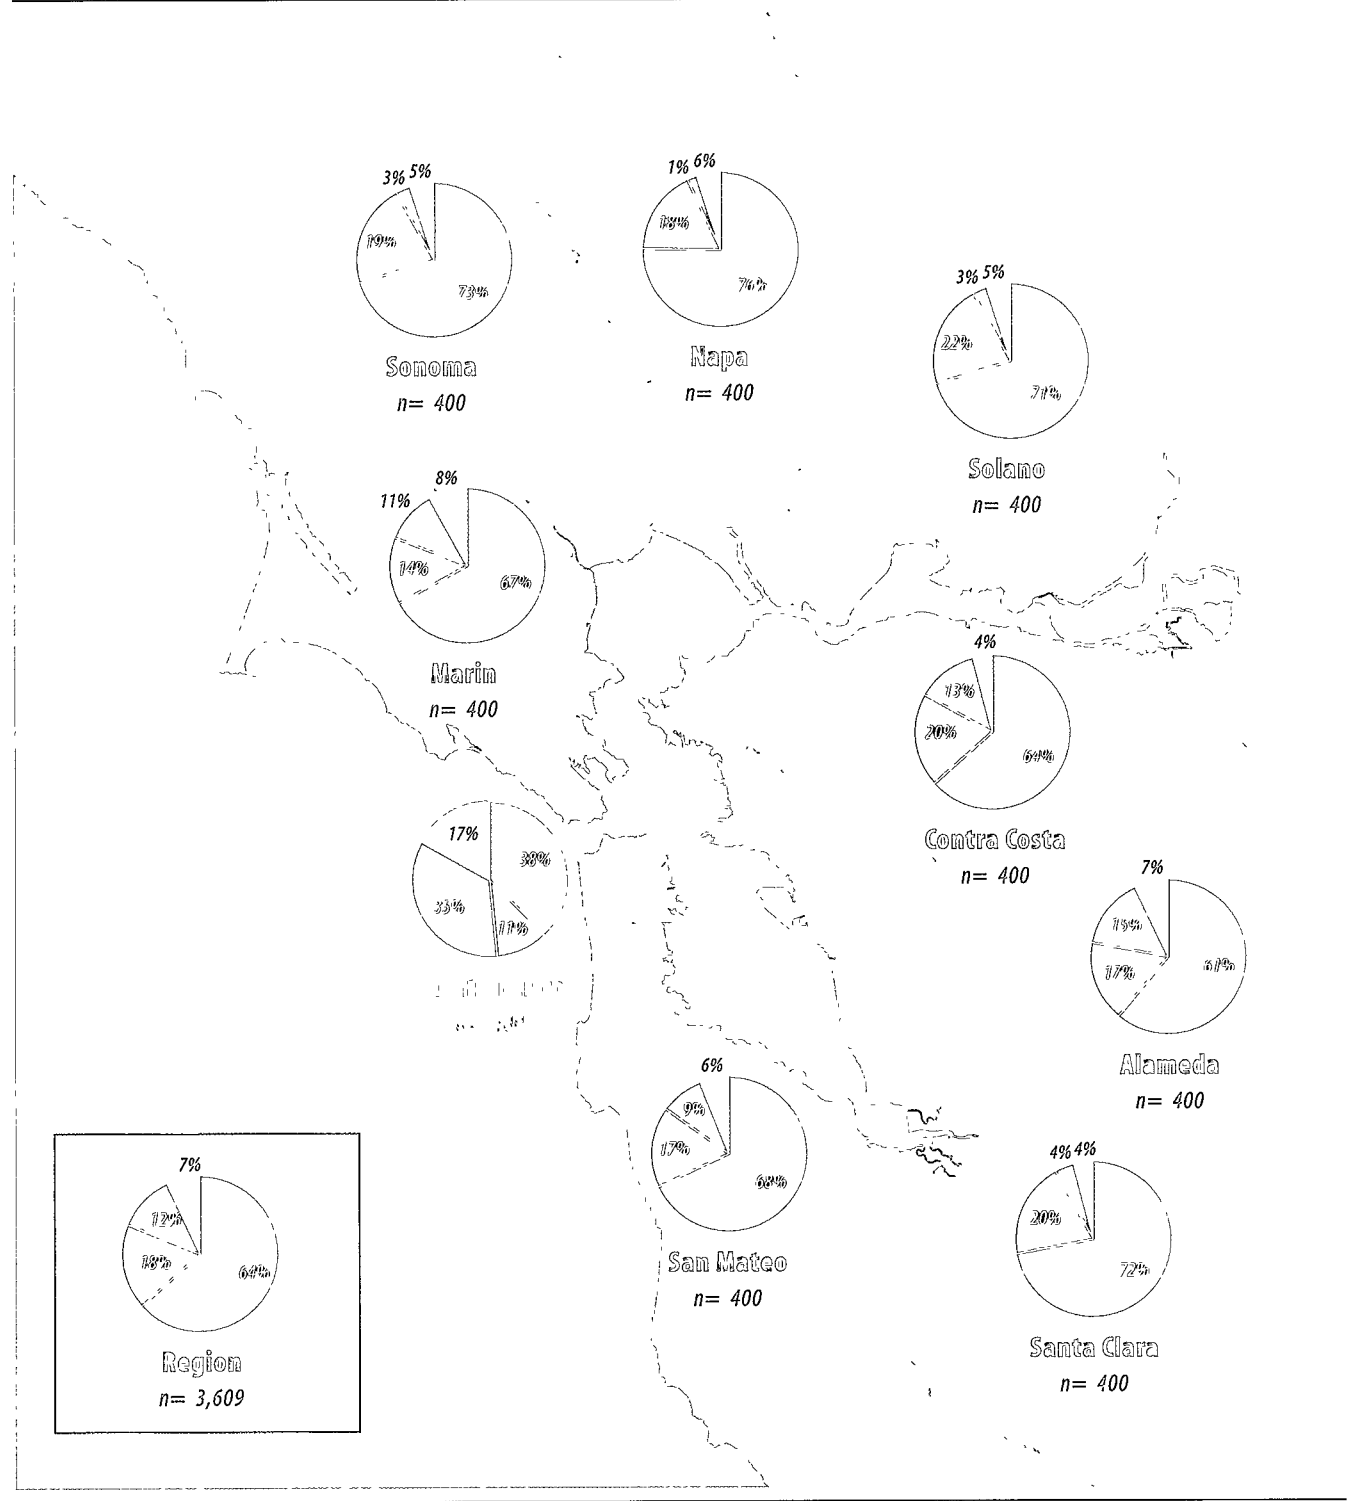 3% 5%
19%
73%
Sonoma
n= 400
1% 6%
18%
76%
Napa
n= 400
3% 5%
22%
71%
Solano
n= 400
8%
11%
14%
67%
Marin
n= 400
4%
13%
20%
64%
Contra Costa
n= 400
17%
38%
33%
11%
7%
15%
17%
61%
Alameda
n= 400
6%
9%
17%
68%
San Mateo
n= 400
4% 4%
20%
72%
Santa Clara
n= 400
7%
12%
18%
64%
Region
n= 3,609